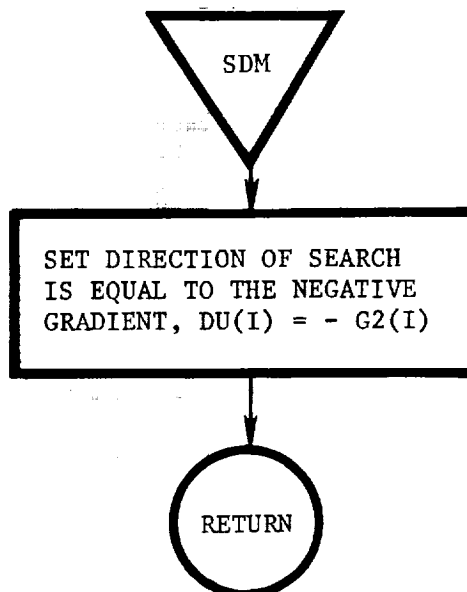 SDM
SET DIRECTION OF SEARCH
IS EQUAL TO THE NEGATIVE
GRADIENT, DU(I) = - G2(I)
RETURN